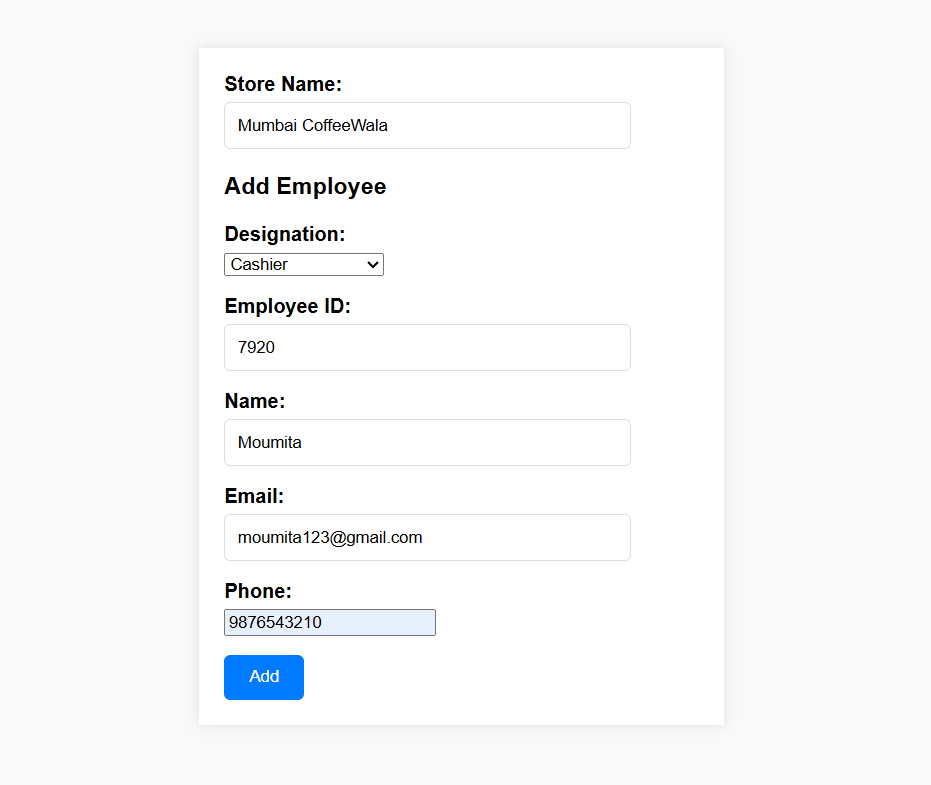 Store Name:
Mumbai CoffeeWala
Add Employee
Designation:
Cashier
Employee ID:
7920
Name:
Moumita
Email:
moumita123@gmail.com
Phone:
9876543210
Add